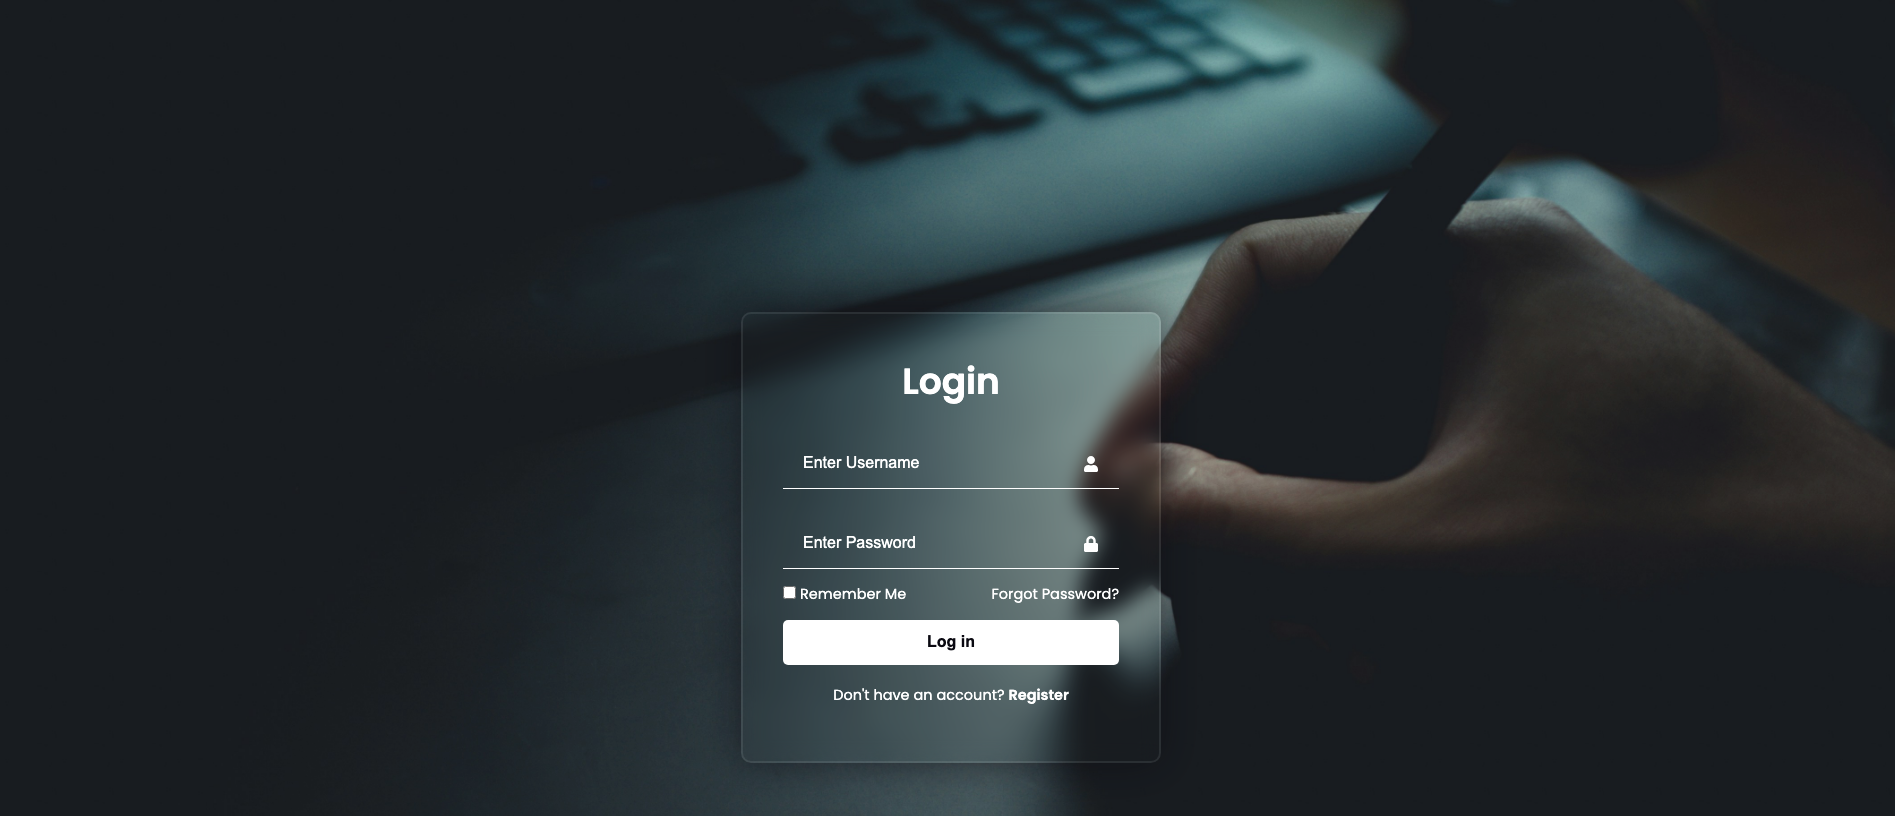 Login
Enter Username
Enter Password
Remember Me
Forgot Password?
Log in
Don't have an account? Register